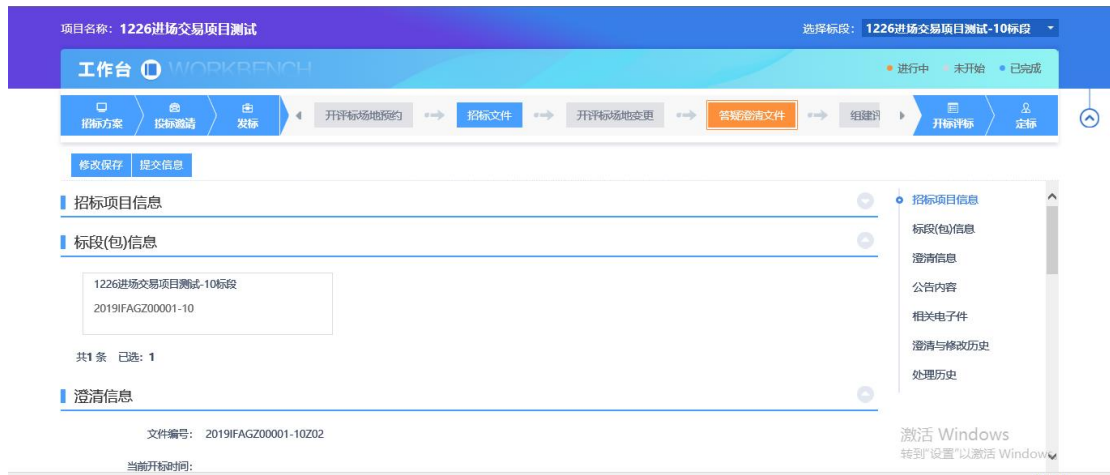 项目名称: 1226进场交易项目测试 选择标段: 1226进场交易项目测试-10标段
工作台 WORKBENCH 进行中 未开始 已完成
招标方案 投标邀请 发标 开评标场地预约 招标文件 开评标场地变更 答疑澄清文件 组建 开标评标 定标
修改保存 提交信息
招标项目信息
标段(包)信息
1226进场交易项目测试-10标段
2019IFAGZ00001-10
共1 条 已选: 1
澄清信息
文件编号: 2019IFAGZ00001-10Z02
当前开标时间:
招标项目信息
标段(包)信息
澄清信息
公告内容
相关电子件
澄清与修改历史
处理历史
激活 Windows
转到"设置"以激活 Windows